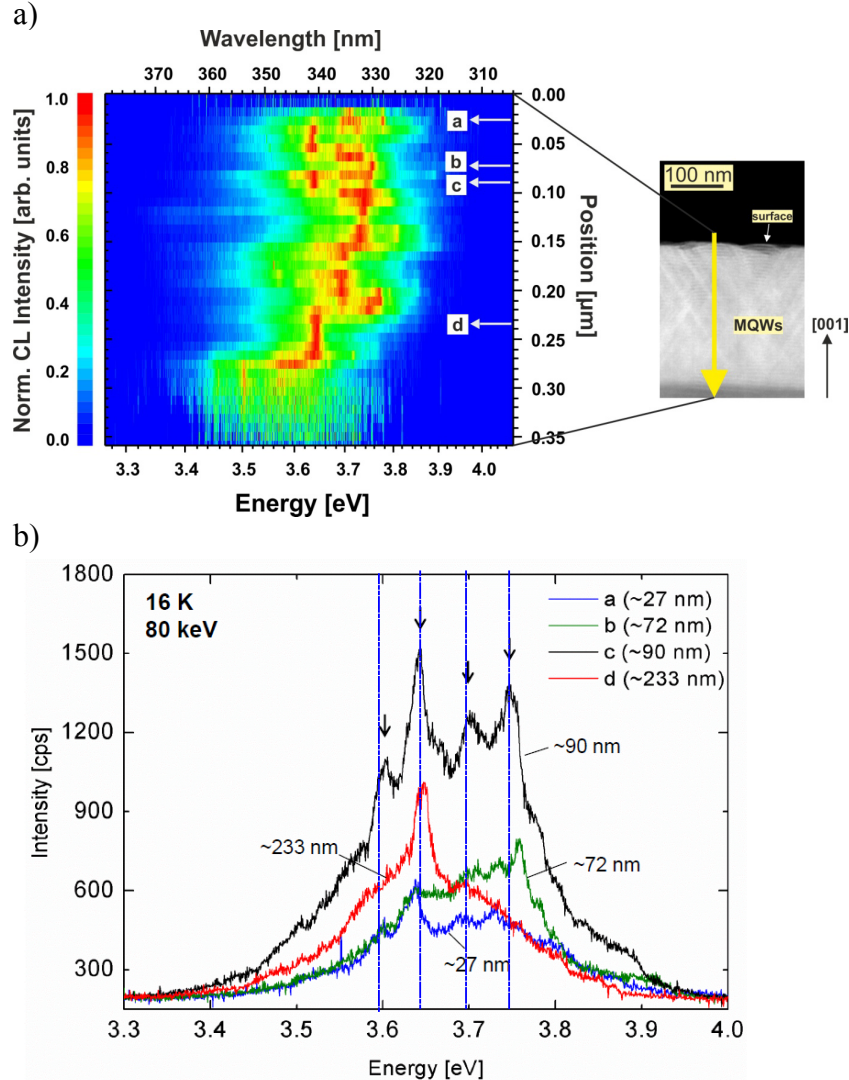 a)
Wavelength [nm]
370 360 350 340 330 320 310
Norm. CL Intensity [arb. units]
1.0
0.8
0.6
0.4
0.2
0.0
a
b
c
d
0.00
0.05
0.10
0.15
0.20
0.25
0.30
0.35
Position [µm]
3.3 3.4 3.5 3.6 3.7 3.8 3.9 4.0
Energy [eV]
100 nm
surface
MQWs
[001]
b)
1800
1500
1200
900
600
300
Intensity [cps]
16 K
80 keV
a (~27 nm)
b (~72 nm)
c (~90 nm)
d (~233 nm)
~90 nm
~233 nm
~72 nm
~27 nm
3.3 3.4 3.5 3.6 3.7 3.8 3.9 4.0
Energy [eV]